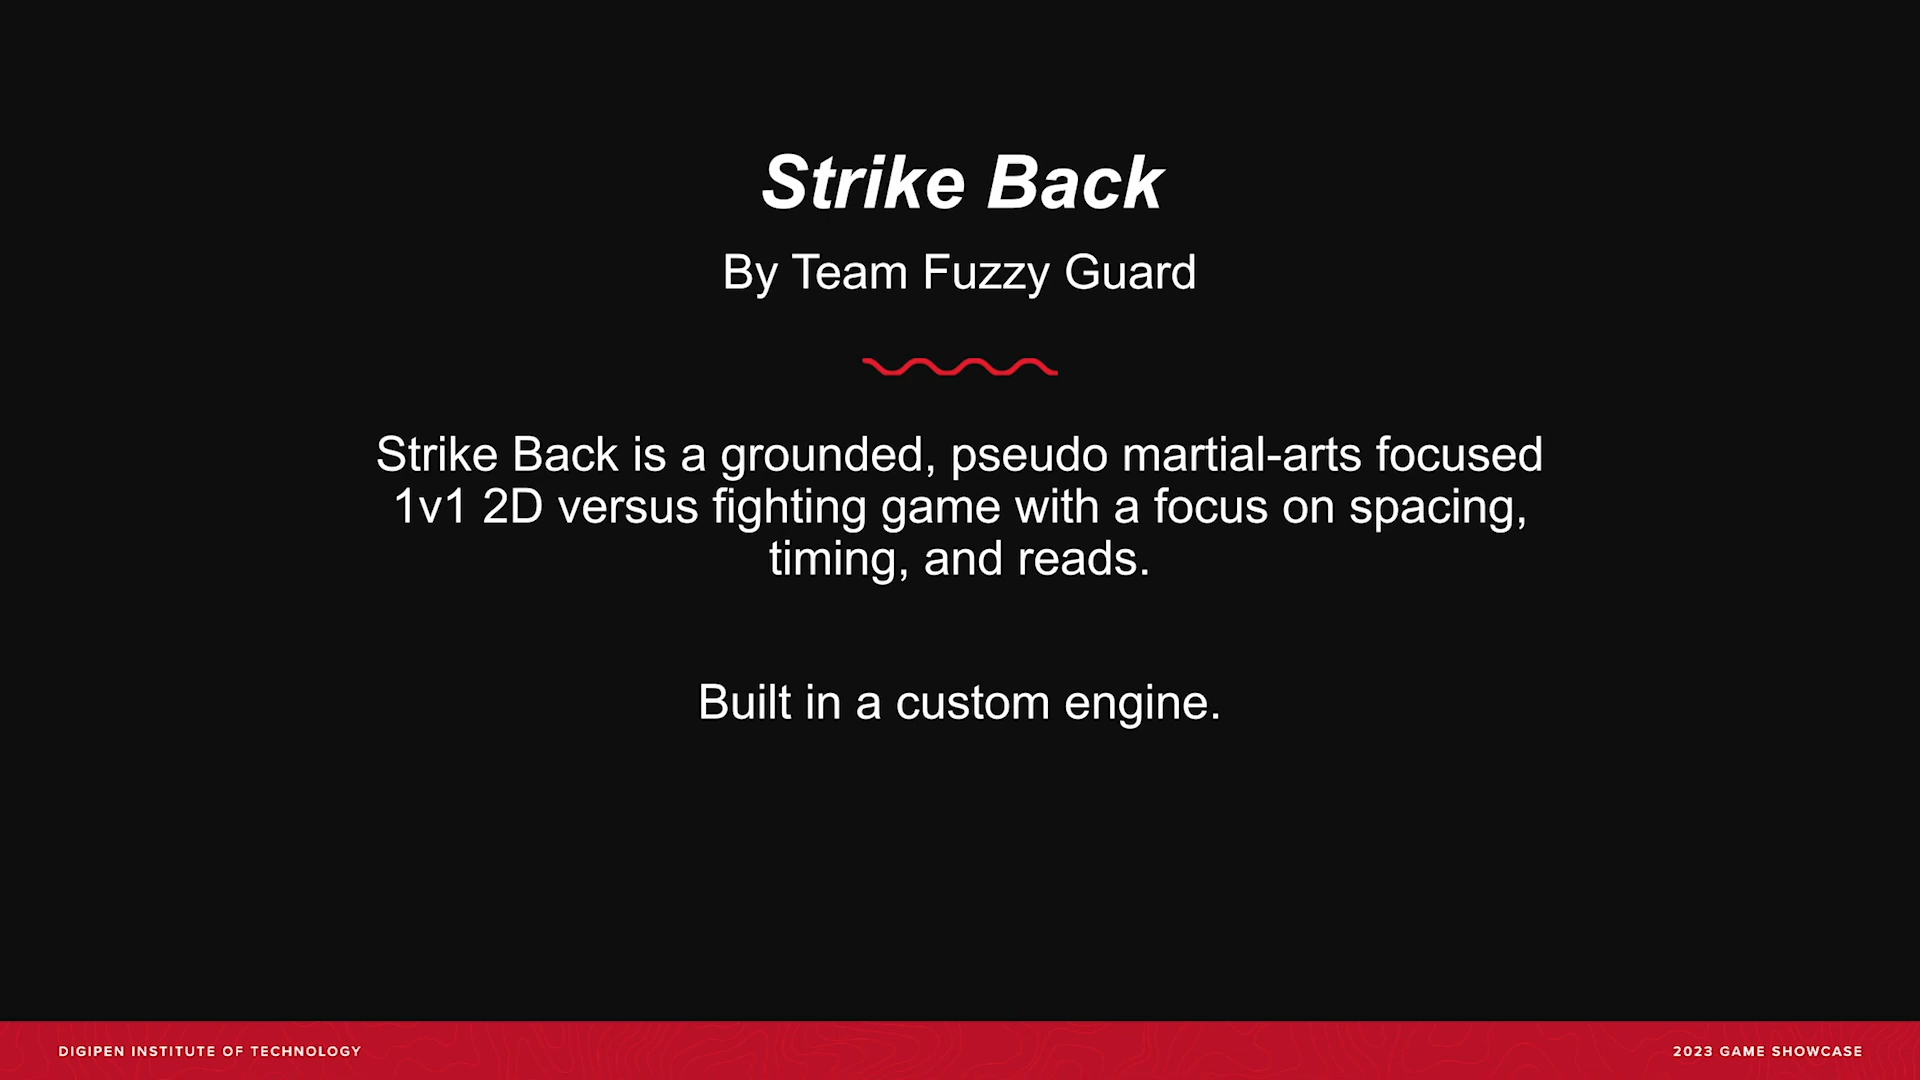 Strike Back
By Team Fuzzy Guard
Strike Back is a grounded, pseudo martial-arts focused
1v1 2D versus fighting game with a focus on spacing,
timing, and reads.
Built in a custom engine.
DIGIPEN INSTITUTE OF TECHNOLOGY
2023 GAME SHOWCASE